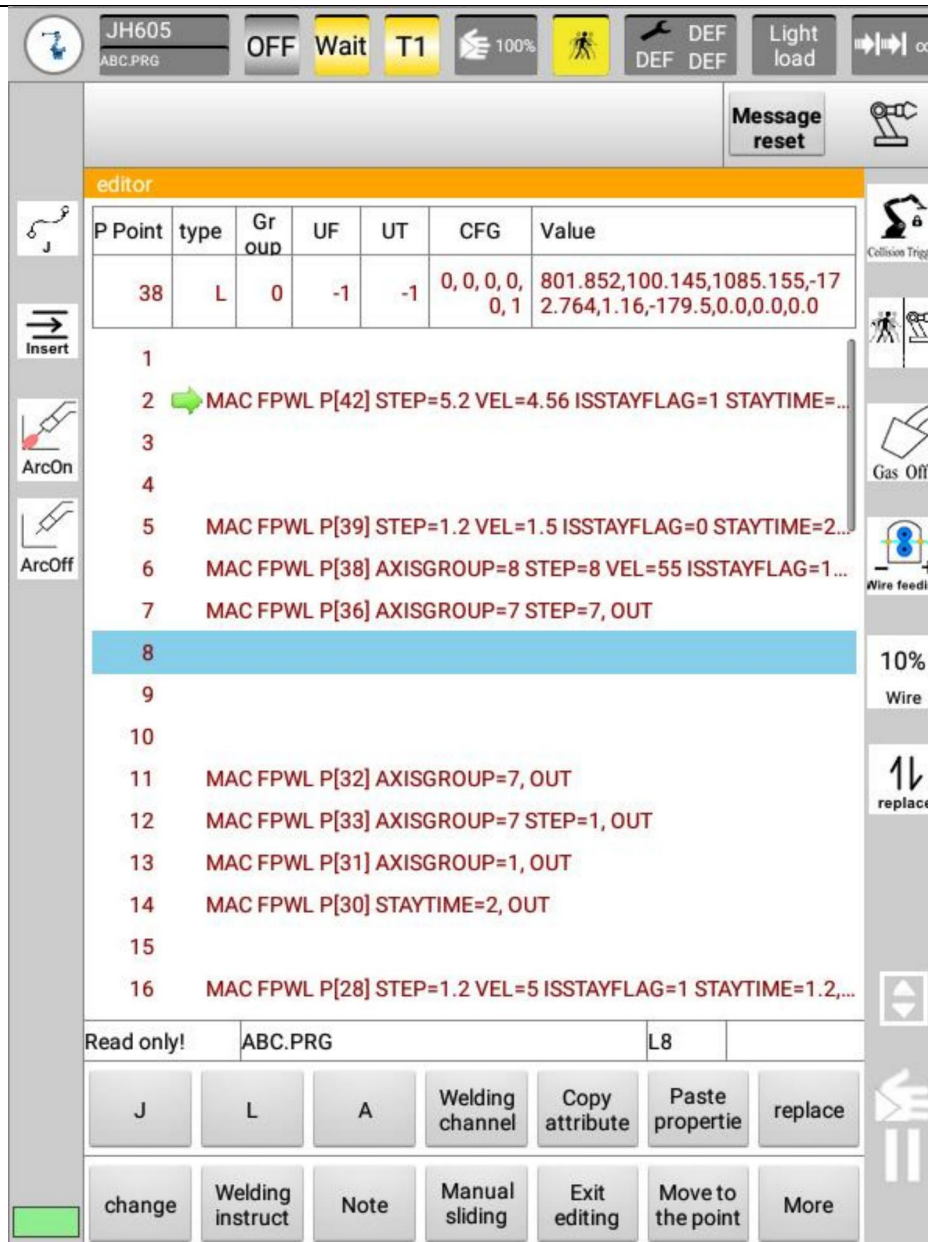 JH605
ABC.PRG
OFF
Wait
T1
100%
DEF
DEF DEF
Light
load
Message
reset
editor
J
Insert
ArcOn
ArcOff
P Point type Gr
oup UF UT CFG Value
38 L 0 -1 -1 0, 0, 0, 0,
0, 1
801.852,100.145,1085.155,-17
2.764,1.16,-179.5,0.0,0.0,0.0
1
2 MAC FPWL P[42] STEP=5.2 VEL=4.56 ISSTAYFLAG=1 STAYTIME=...
3
4
5 MAC FPWL P[39] STEP=1.2 VEL=1.5 ISSTAYFLAG=0 STAYTIME=2...
6 MAC FPWL P[38] AXISGROUP=8 STEP=8 VEL=55 ISSTAYFLAG=1...
7 MAC FPWL P[36] AXISGROUP=7 STEP=7, OUT
8
9
10
11 MAC FPWL P[32] AXISGROUP=7, OUT
12 MAC FPWL P[33] AXISGROUP=7 STEP=1, OUT
13 MAC FPWL P[31] AXISGROUP=1, OUT
14 MAC FPWL P[30] STAYTIME=2, OUT
15
16 MAC FPWL P[28] STEP=1.2 VEL=5 ISSTAYFLAG=1 STAYTIME=1.2,...
Collision Trigg
Gas Off
Wire feedi
10%
Wire
replace
Read only! ABC.PRG L8
J
L
A
Welding
channel
Copy
attribute
Paste
propertie
replace
change
Welding
instruct
Note
Manual
sliding
Exit
editing
Move to
the point
More